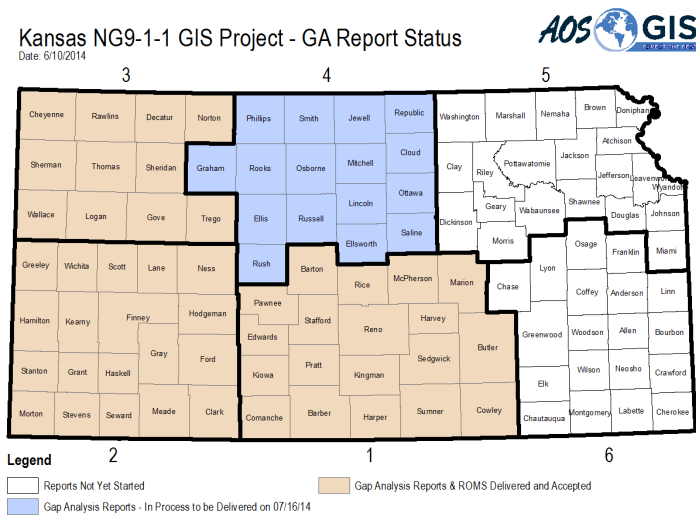 Kansas NG9-1-1 GIS Project - GA Report Status
AOS GIS
Date: 6/10/2014
3 4 5
Cheyenne Rawlins Decatur Norton Phillips Smith Jewell Republic Washington Marshall Nemaha Brown Doniphan
Atchison
Sherman Thomas Sheridan Graham Rooks Osborne Mitchell Cloud Clay Riley Pottawatomie Jackson Jefferson Leavenworth
Wyandotte
Ottawa
Wallace Logan Gove Trego Ellis Russell Lincoln Saline Dickinson Geary Wabaunsee Shawnee Douglas Johnson
Ellsworth Morris
Greeley Wichita Scott Lane Ness Rush Barton Rice McPherson Marion Chase Lyon Osage Franklin Miami
Hamilton Kearny Finney Hodgeman Pawnee Stafford Reno Harvey Coffey Anderson Linn
Edwards
Gray Ford Sedgwick Butler Greenwood Woodson Allen Bourbon
Stanton Grant Haskell Kiowa Pratt Kingman Elk Wilson Neosho Crawford
Morton Stevens Seward Meade Clark Comanche Barber Harper Sumner Cowley Chautauqua Montgomery Labette Cherokee
2 1 6
Legend
Reports Not Yet Started
Gap Analysis Reports & ROMS Delivered and Accepted
Gap Analysis Reports - In Process to be Delivered on 07/16/14